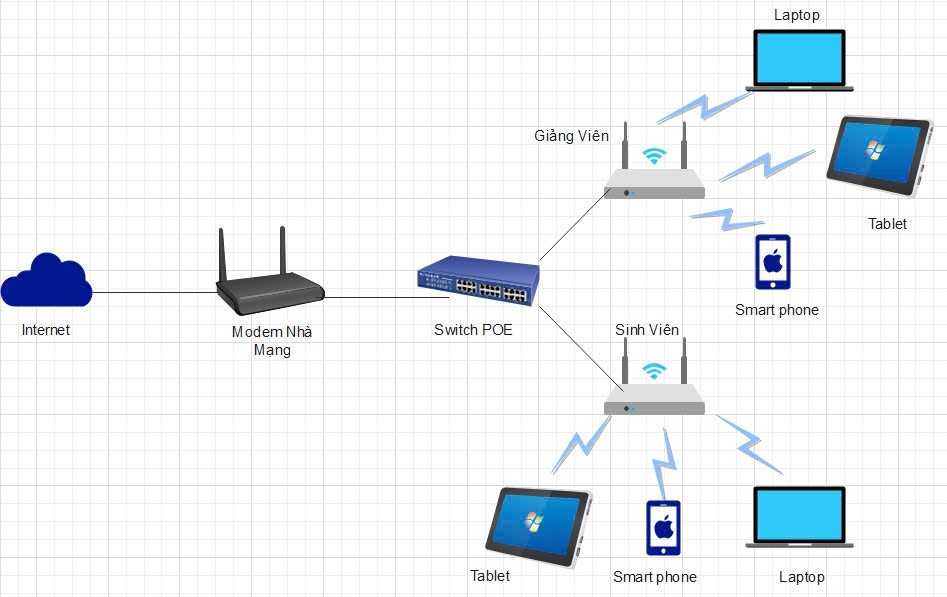 Laptop
Giảng Viên
Tablet
Smart phone
Internet
Modem Nhà
Mạng
Switch POE
Sinh Viên
Tablet
Smart phone
Laptop